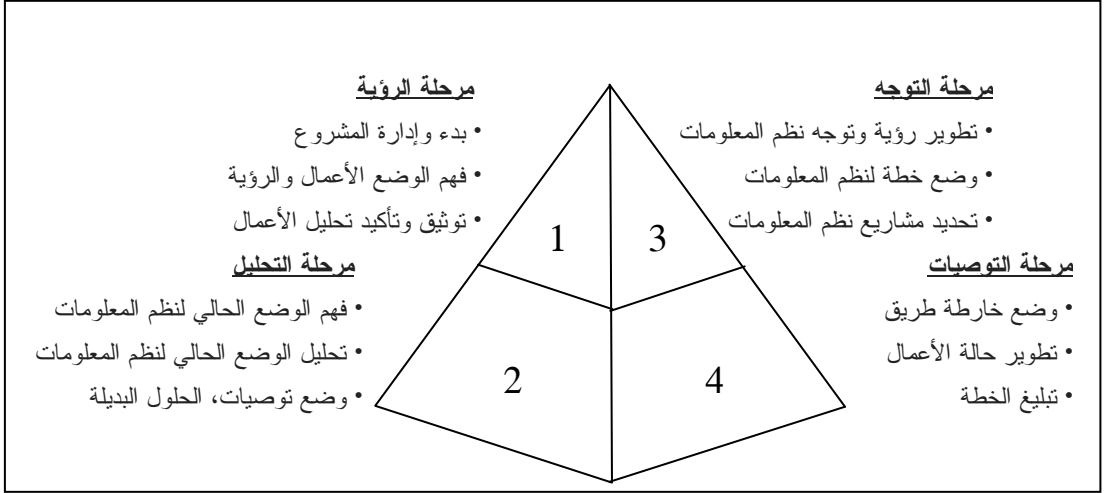 مرحلة الرؤية
• بدء وإدارة المشروع
• فهم الوضع الأعمال والرؤية
• توثيق وتأكيد تحليل الأعمال
مرحلة التحليل
• فهم الوضع الحالي لنظم المعلومات
• تحليل الوضع الحالي لنظم المعلومات
• وضع توصيات، الحلول البديلة
مرحلة التوجه
• تطوير رؤية وتوجه نظم المعلومات
• وضع خطة لنظم المعلومات
• تحديد مشاريع نظم المعلومات
مرحلة التوصيات
• وضع خارطة طريق
• تطوير حالة الأعمال
• تبليغ الخطة
1
3
2
4